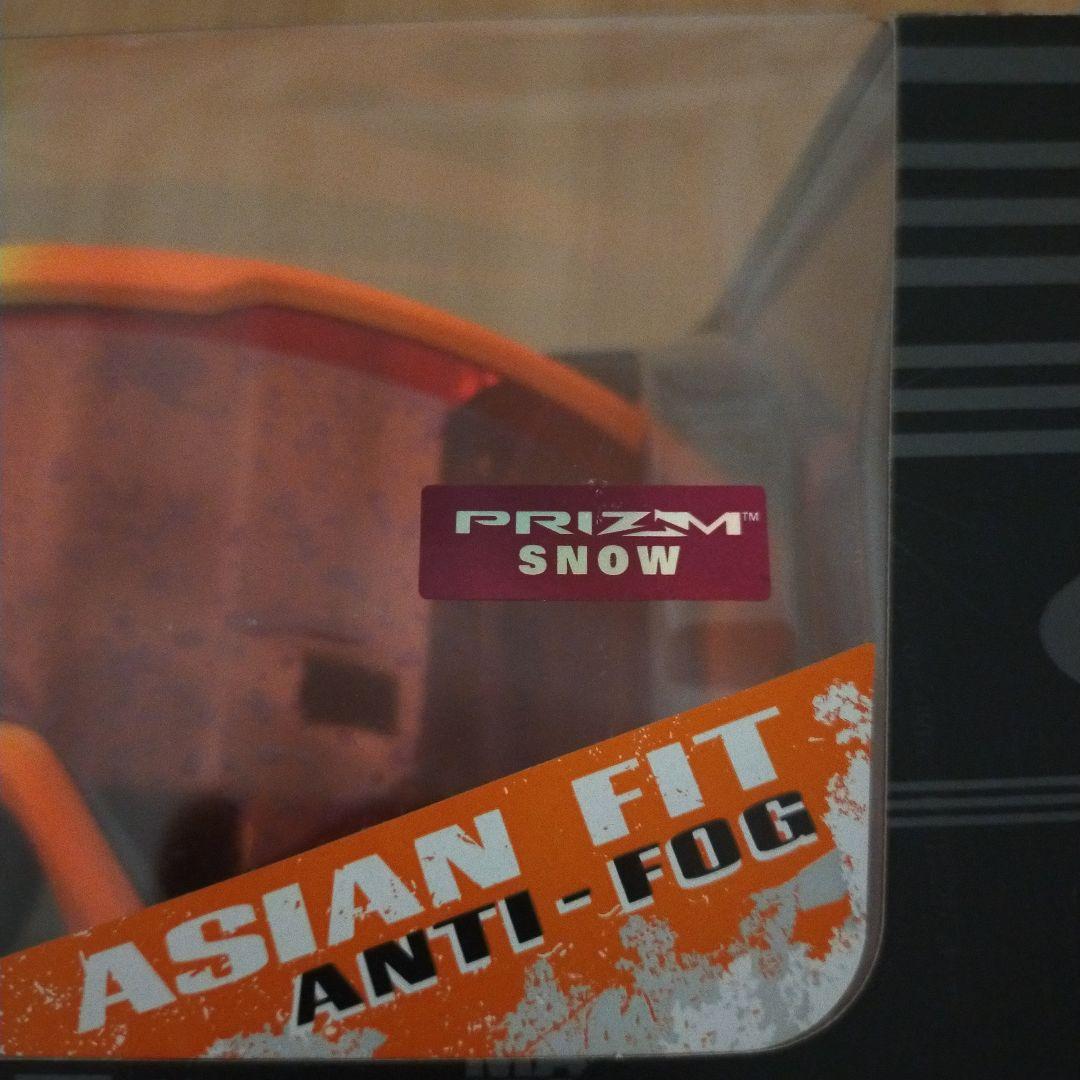 PRIZM™
SNOW
ASIAN FIT
ANTI-FOG